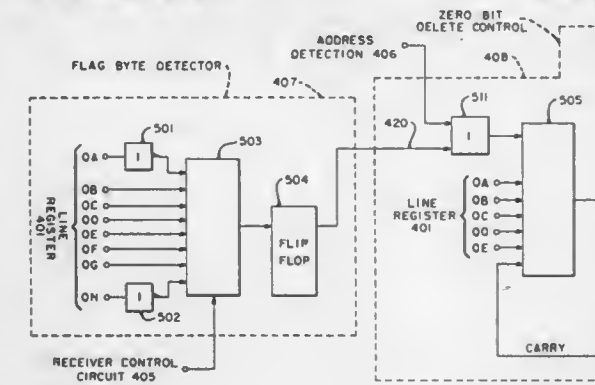 ZERO BIT
DELETE CONTROL
ADDRESS
DETECTION 406
408
FLAG BYTE DETECTOR
407
501
503
511
505
OA
I
I
420
OB
OC
OD
OE
OF
OG
ON
LINE
REGISTER
401
504
FLIP
FLOP
LINE
REGISTER
401
OA
OB
OC
OD
OE
I
502
CARRY
RECEIVER CONTROL
CIRCUIT 405